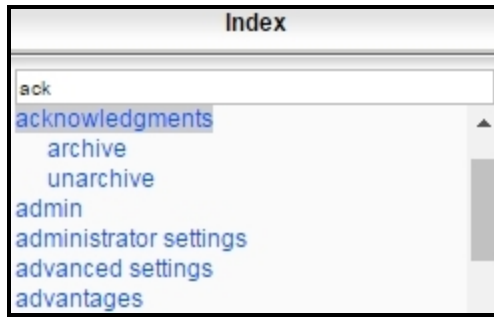 Index
ack
acknowledgments
archive
unarchive
admin
administrator settings
advanced settings
advantages